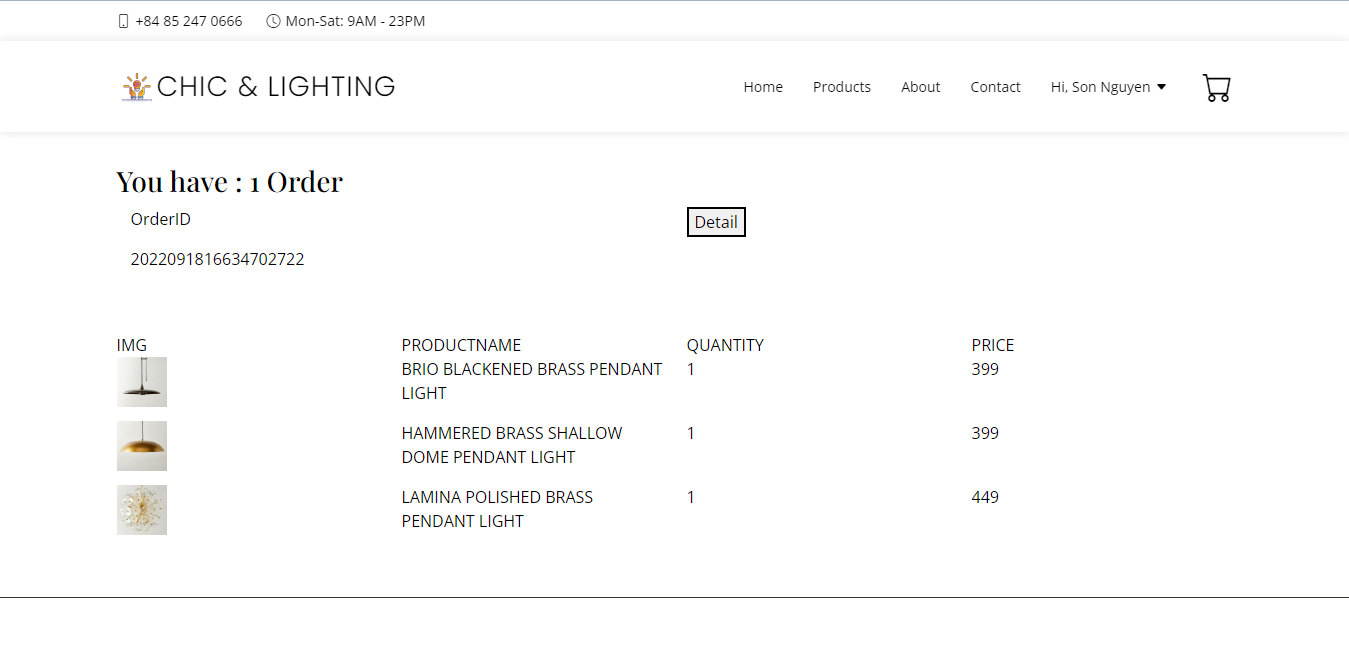 +84 85 247 0666 Mon-Sat: 9AM - 23PM
CHIC & LIGHTING Home Products About Contact Hi, Son Nguyen
You have : 1 Order
OrderID Detail
2022091816634702722
IMG PRODUCTNAME QUANTITY PRICE
BRIO BLACKENED BRASS PENDANT 1 399
LIGHT
HAMMERED BRASS SHALLOW 1 399
DOME PENDANT LIGHT
LAMINA POLISHED BRASS 1 449
PENDANT LIGHT